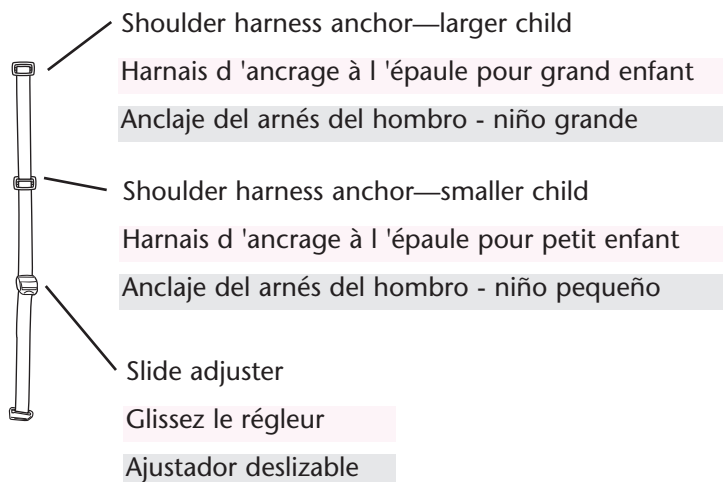 Shoulder harness anchor—larger child
Harnais d 'ancrage à l 'épaule pour grand enfant
Anclaje del arnés del hombro - niño grande
Shoulder harness anchor—smaller child
Harnais d 'ancrage à l 'épaule pour petit enfant
Anclaje del arnés del hombro - niño pequeño
Slide adjuster
Glissez le régleur
Ajustador deslizable